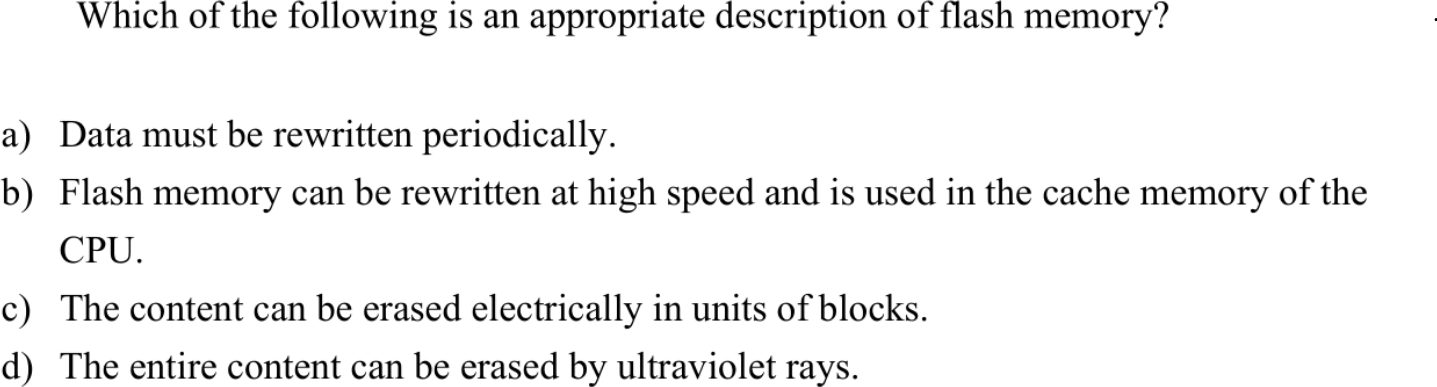 Which of the following is an appropriate description of flash memory?
a) Data must be rewritten periodically.
b) Flash memory can be rewritten at high speed and is used in the cache memory of the
CPU.
c) The content can be erased electrically in units of blocks.
d) The entire content can be erased by ultraviolet rays.